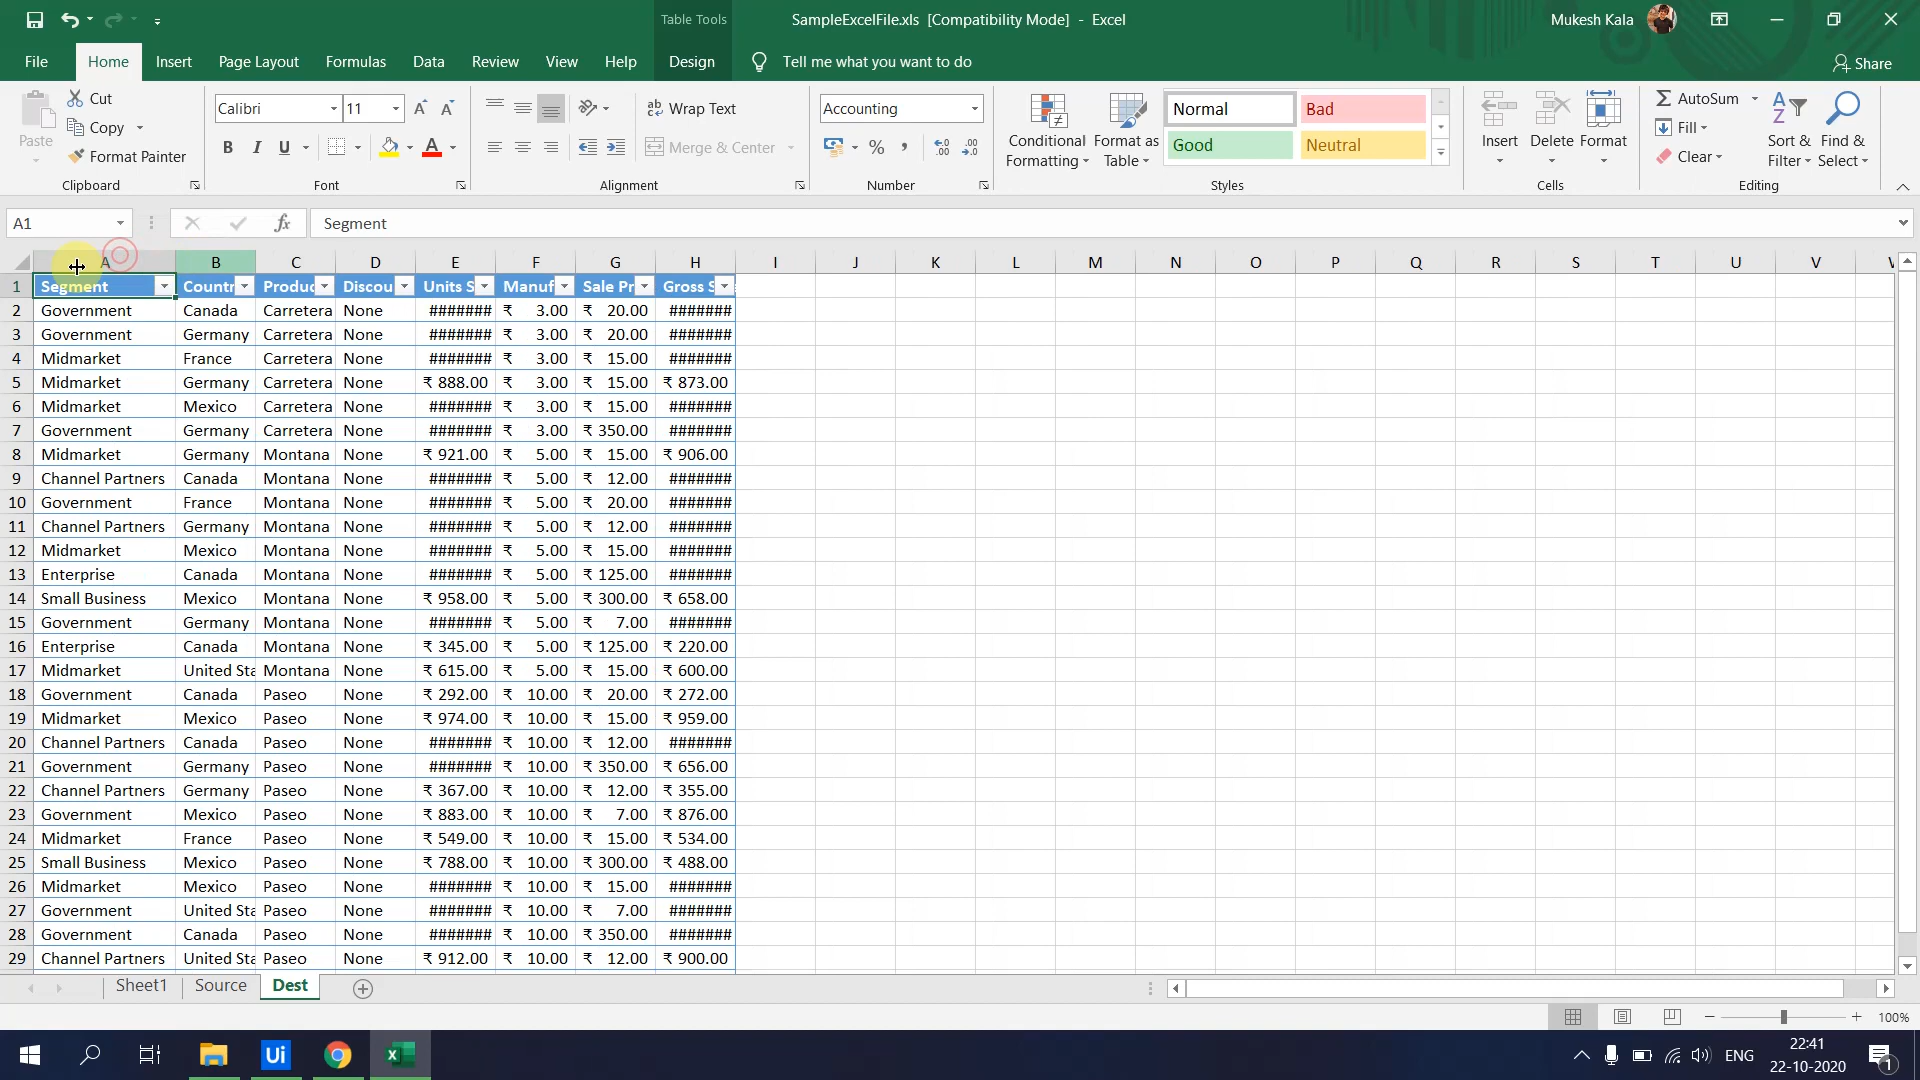 Table Tools
SampleExcelFile.xls [Compatibility Mode] - Excel
Mukesh Kala
File Home Insert Page Layout Formulas Data Review View Help Design Tell me what you want to do Share
Paste Cut Copy Format Painter
Calibri 11
B I U A
ab Wrap Text
Merge & Center
Accounting
% ,
Conditional Formatting
Format as Table
Normal Bad
Good Neutral
Insert Delete Format
AutoSum
Fill
Clear
Sort & Filter
Find & Select
Clipboard Font Alignment Number Styles Cells Editing
A1 fx Segment
A B C D E F G H I J K L M N O P Q R S T U V
1 Segment Countr Produc Discou Units S Manuf Sale Pr Gross S
2 Government Canada Carretera None ####### ₹ 3.00 ₹ 20.00 #######
3 Government Germany Carretera None ####### ₹ 3.00 ₹ 20.00 #######
4 Midmarket France Carretera None ####### ₹ 3.00 ₹ 15.00 #######
5 Midmarket Germany Carretera None ₹ 888.00 ₹ 3.00 ₹ 15.00 ₹ 873.00
6 Midmarket Mexico Carretera None ####### ₹ 3.00 ₹ 15.00 #######
7 Government Germany Carretera None ####### ₹ 3.00 ₹ 350.00 #######
8 Midmarket Germany Montana None ₹ 921.00 ₹ 5.00 ₹ 15.00 ₹ 906.00
9 Channel Partners Canada Montana None ####### ₹ 5.00 ₹ 12.00 #######
10 Government France Montana None ####### ₹ 5.00 ₹ 20.00 #######
11 Channel Partners Germany Montana None ####### ₹ 5.00 ₹ 12.00 #######
12 Midmarket Mexico Montana None ####### ₹ 5.00 ₹ 15.00 #######
13 Enterprise Canada Montana None ####### ₹ 5.00 ₹ 125.00 #######
14 Small Business Mexico Montana None ₹ 958.00 ₹ 5.00 ₹ 300.00 ₹ 658.00
15 Government Germany Montana None ####### ₹ 5.00 ₹ 7.00 #######
16 Enterprise Canada Montana None ₹ 345.00 ₹ 5.00 ₹ 125.00 ₹ 220.00
17 Midmarket United Sta Montana None ₹ 615.00 ₹ 5.00 ₹ 15.00 ₹ 600.00
18 Government Canada Paseo None ₹ 292.00 ₹ 10.00 ₹ 20.00 ₹ 272.00
19 Midmarket Mexico Paseo None ₹ 974.00 ₹ 10.00 ₹ 15.00 ₹ 959.00
20 Channel Partners Canada Paseo None ####### ₹ 10.00 ₹ 12.00 #######
21 Government Germany Paseo None ####### ₹ 10.00 ₹ 350.00 ₹ 656.00
22 Channel Partners Germany Paseo None ₹ 367.00 ₹ 10.00 ₹ 12.00 ₹ 355.00
23 Government Mexico Paseo None ₹ 883.00 ₹ 10.00 ₹ 7.00 ₹ 876.00
24 Midmarket France Paseo None ₹ 549.00 ₹ 10.00 ₹ 15.00 ₹ 534.00
25 Small Business Mexico Paseo None ₹ 788.00 ₹ 10.00 ₹ 300.00 ₹ 488.00
26 Midmarket Mexico Paseo None ####### ₹ 10.00 ₹ 15.00 #######
27 Government United Sta Paseo None ####### ₹ 10.00 ₹ 7.00 #######
28 Government Canada Paseo None ####### ₹ 10.00 ₹ 350.00 #######
29 Channel Partners United Sta Paseo None ₹ 912.00 ₹ 10.00 ₹ 12.00 ₹ 900.00
Sheet1 Source Dest
100%
Ui
ENG
22:41
22-10-2020
1